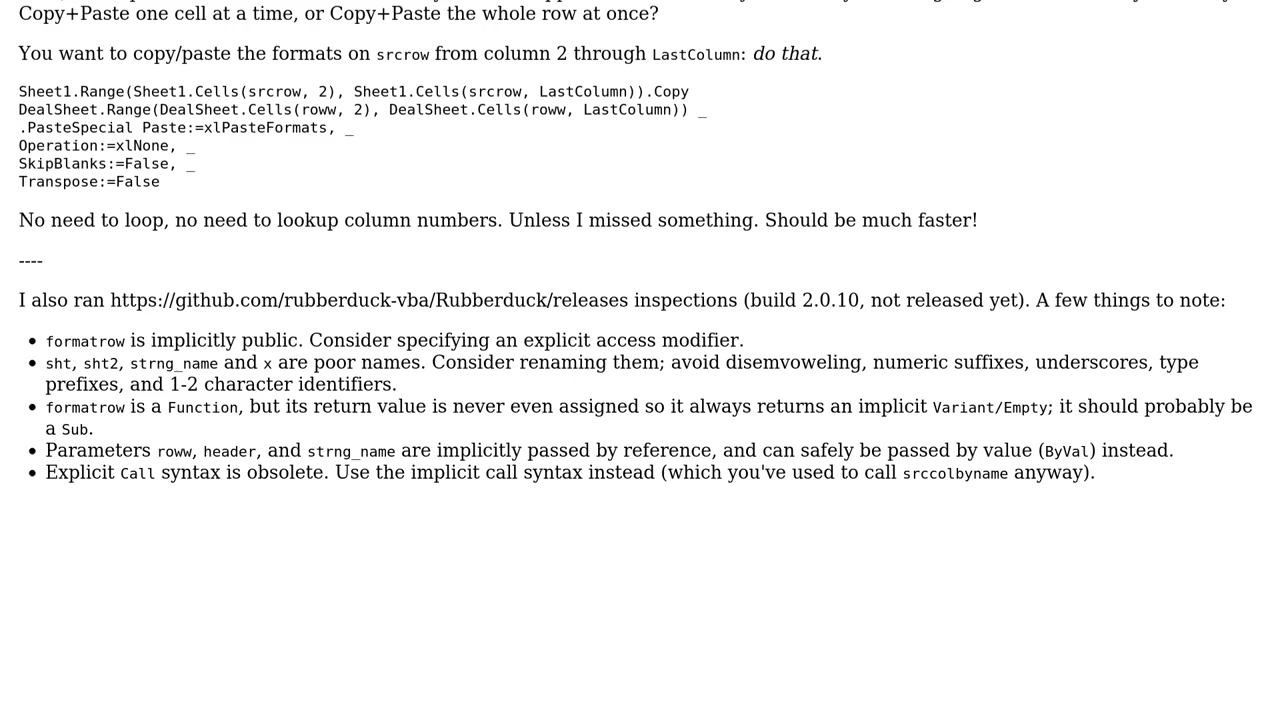 Copy+Paste one cell at a time, or Copy+Paste the whole row at once?
You want to copy/paste the formats on srcrow from column 2 through LastColumn: do that.
Sheet1.Range(Sheet1.Cells(srcrow, 2), Sheet1.Cells(srcrow, LastColumn)).Copy
DealSheet.Range(DealSheet.Cells(roww, 2), DealSheet.Cells(roww, LastColumn)) _
.PasteSpecial Paste:=xlPasteFormats, _
Operation:=xlNone, _
SkipBlanks:=False, _
Transpose:=False
No need to loop, no need to lookup column numbers. Unless I missed something. Should be much faster!
----
I also ran https://github.com/rubberduck-vba/Rubberduck/releases inspections (build 2.0.10, not released yet). A few things to note:
• formatrow is implicitly public. Consider specifying an explicit access modifier.
• sht, sht2, strng_name and x are poor names. Consider renaming them; avoid disemvoweling, numeric suffixes, underscores, type
prefixes, and 1-2 character identifiers.
• formatrow is a Function, but its return value is never even assigned so it always returns an implicit Variant/Empty; it should probably be
a Sub.
• Parameters roww, header, and strng_name are implicitly passed by reference, and can safely be passed by value (ByVal) instead.
• Explicit Call syntax is obsolete. Use the implicit call syntax instead (which you've used to call srccolbyname anyway).